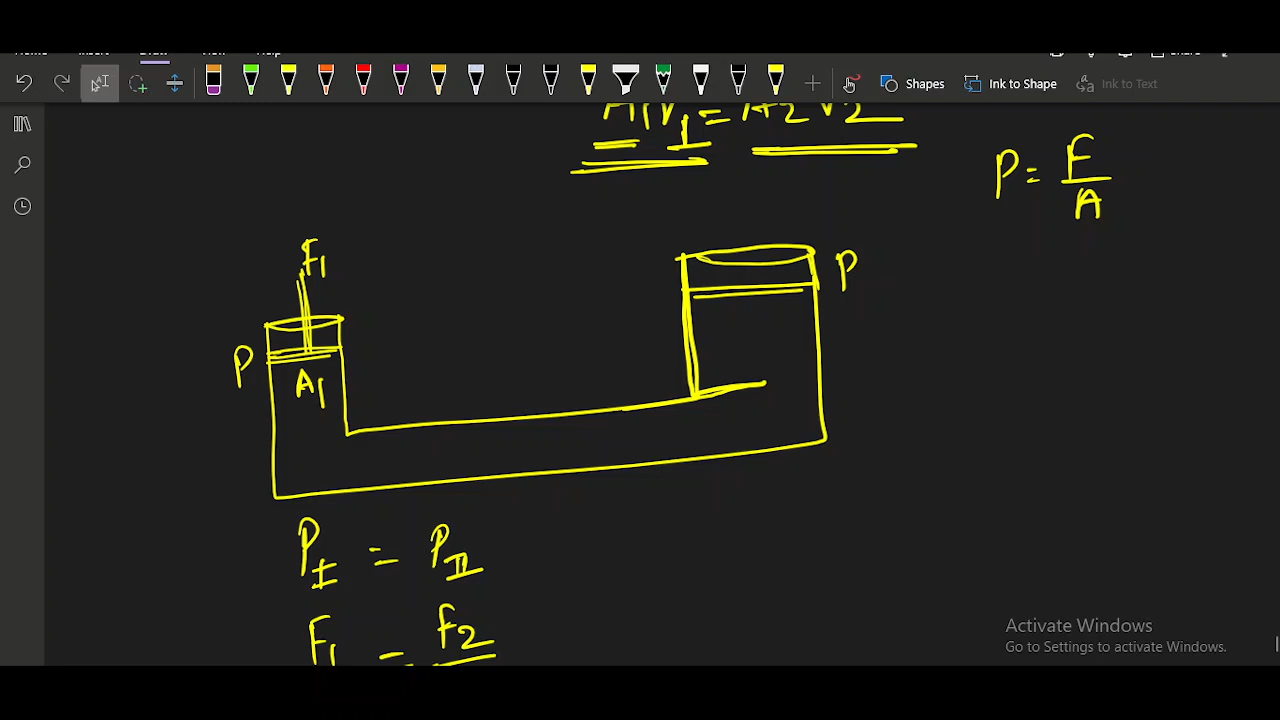 Shapes
Ink to Shape
Ink to Text
A1V1 = A2V2
P = F
A
F1
P
P
A1
PI = PII
F1 = F2
Activate Windows
Go to Settings to activate Windows.